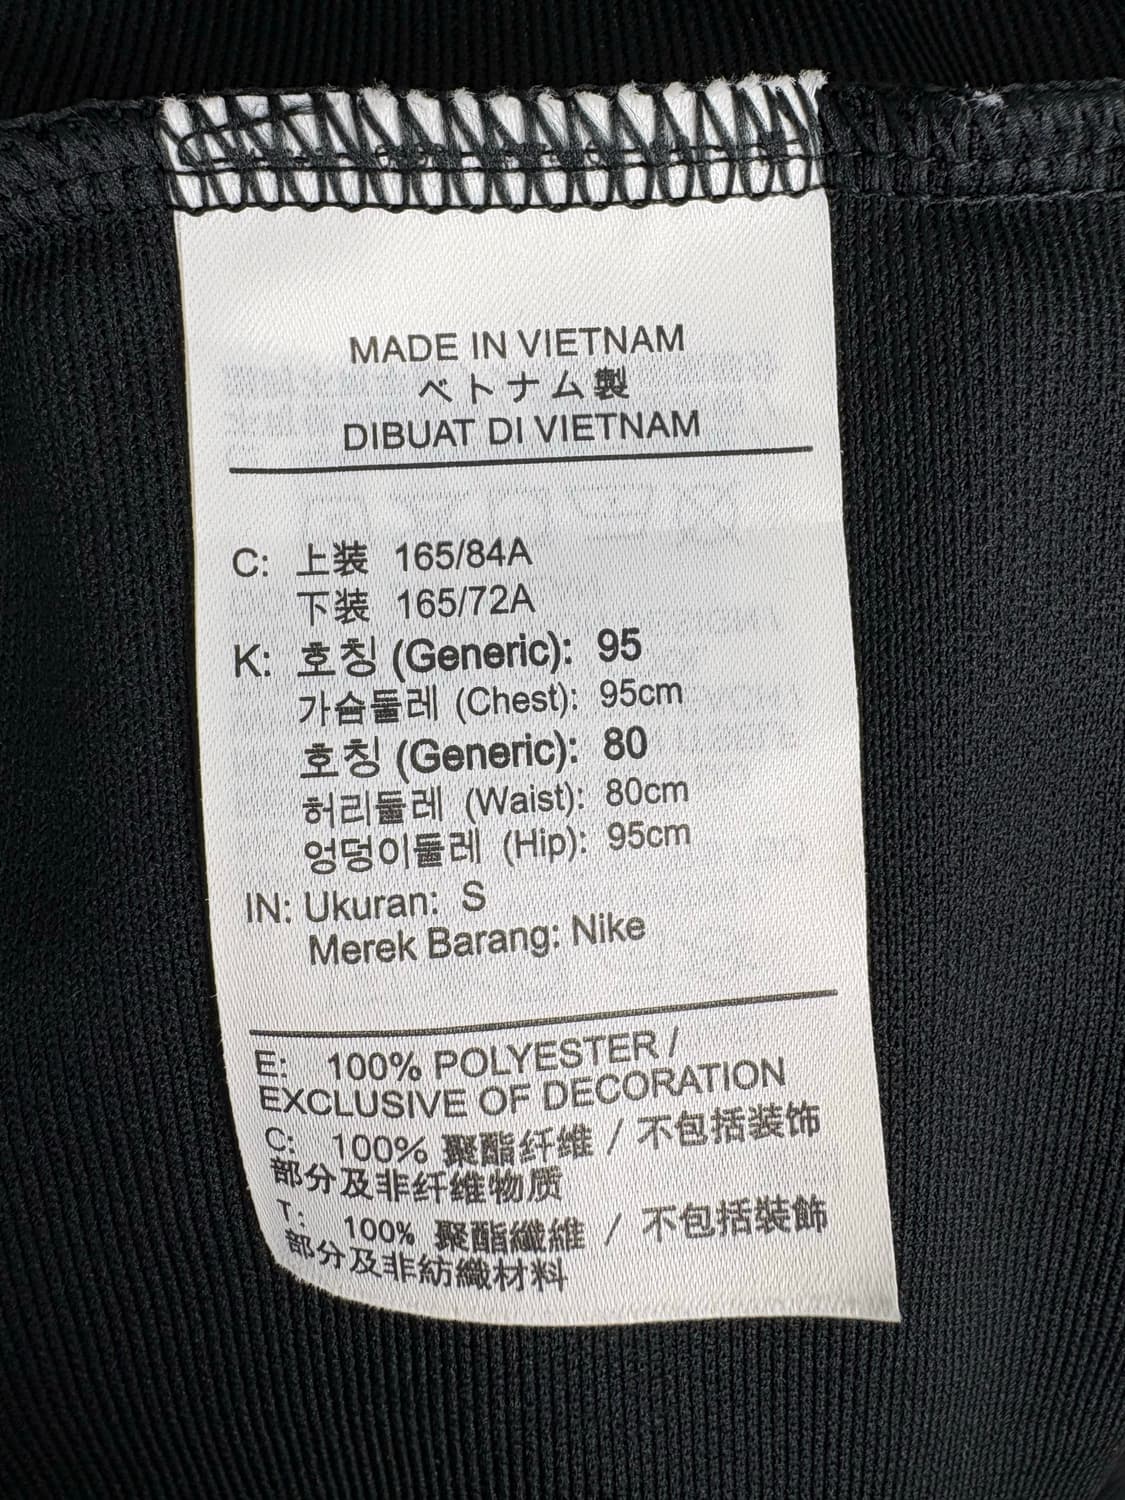 MADE IN VIETNAM
ベトナム製
DIBUAT DI VIETNAM
C: 上装 165/84A
下装 165/72A
K: 호칭 (Generic): 95
가슴둘레 (Chest): 95cm
호칭 (Generic): 80
허리둘레 (Waist): 80cm
엉덩이둘레 (Hip): 95cm
IN: Ukuran: S
Merek Barang: Nike
E: 100% POLYESTER /
EXCLUSIVE OF DECORATION
C: 100% 聚酯纤维 / 不包括装饰
部分及非纤维物质
T: 100% 聚酯纖維 / 不包括裝飾
部分及非紡織材料